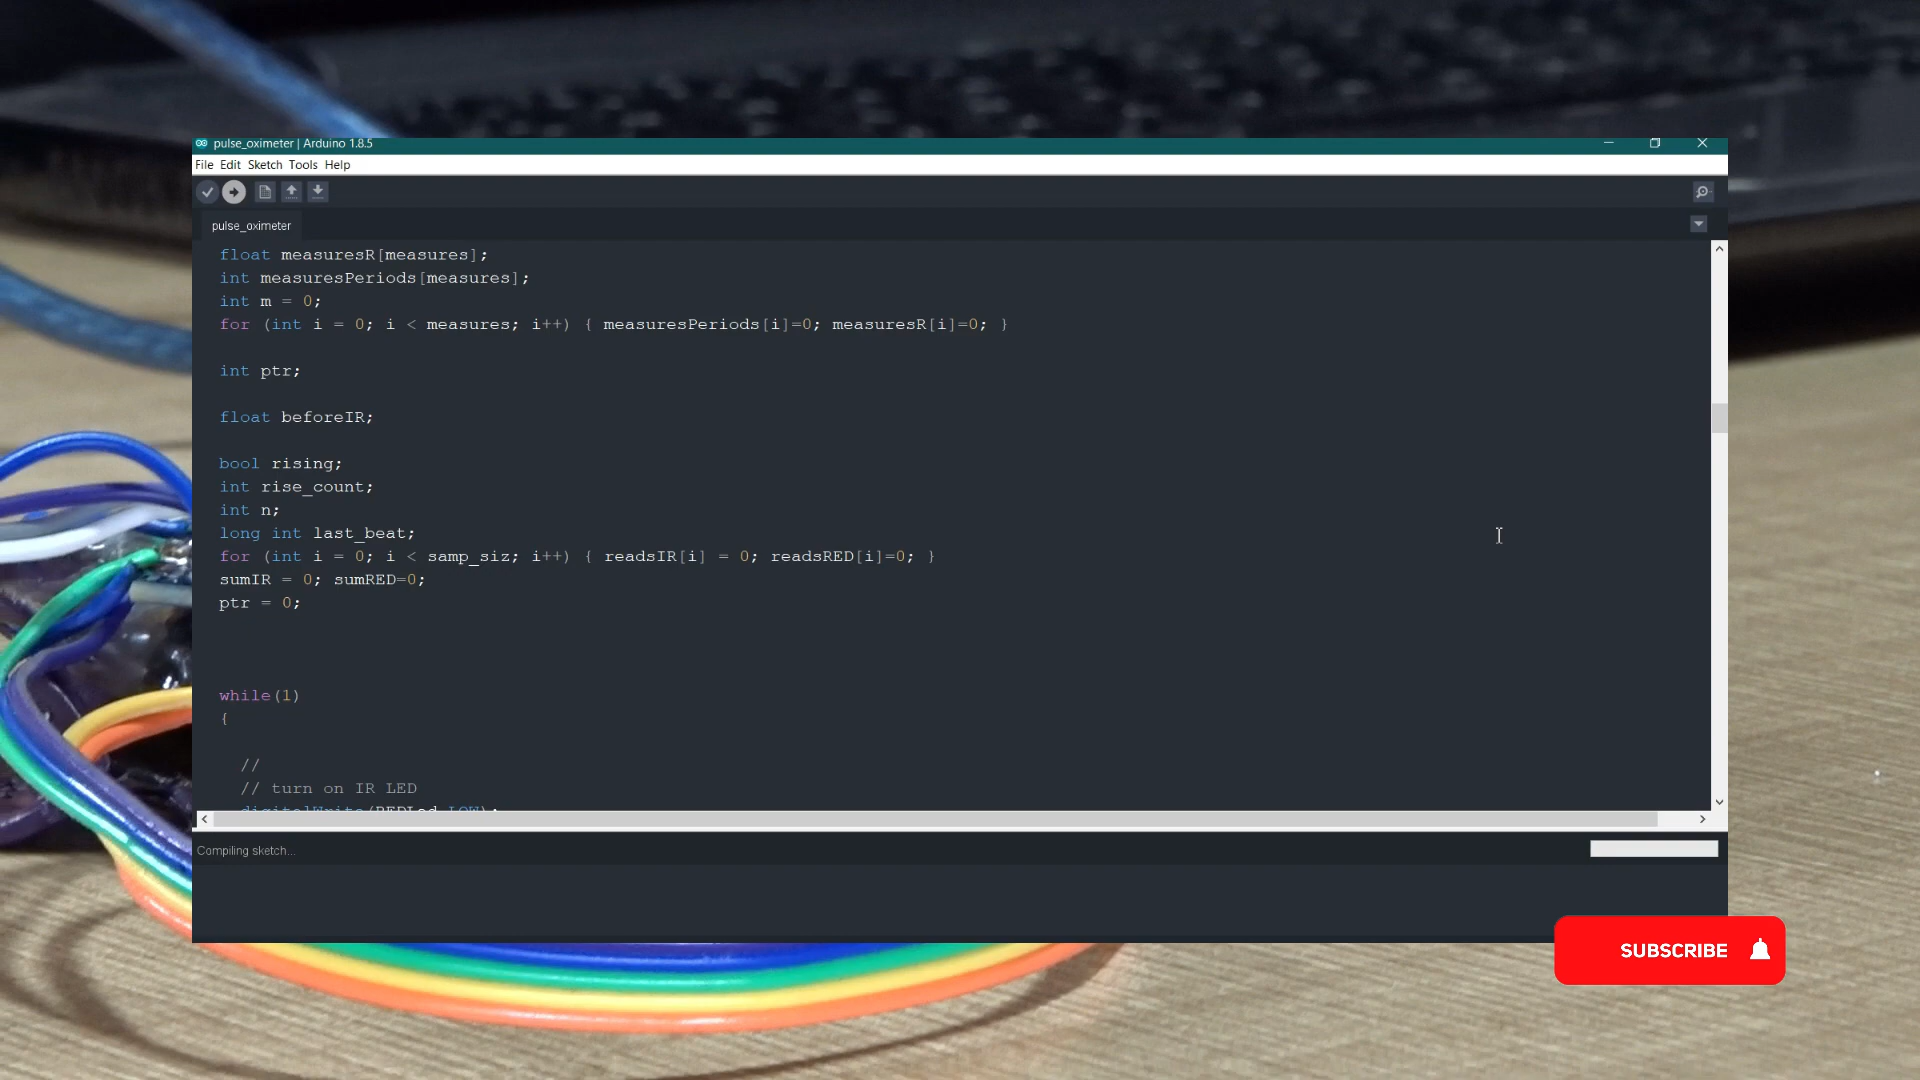 pulse_oximeter | Arduino 1.8.5
File Edit Sketch Tools Help
pulse_oximeter
float measuresR[measures];
int measuresPeriods[measures];
int m = 0;
for (int i = 0; i < measures; i++) { measuresPeriods[i]=0; measuresR[i]=0; }
int ptr;
float beforeIR;
bool rising;
int rise_count;
int n;
long int last_beat;
for (int i = 0; i < samp_siz; i++) { readsIR[i] = 0; readsRED[i]=0; }
sumIR = 0; sumRED=0;
ptr = 0;
while(1)
{
//
// turn on IR LED
digitalWrite(REDLed,LOW);
Compiling sketch...
SUBSCRIBE